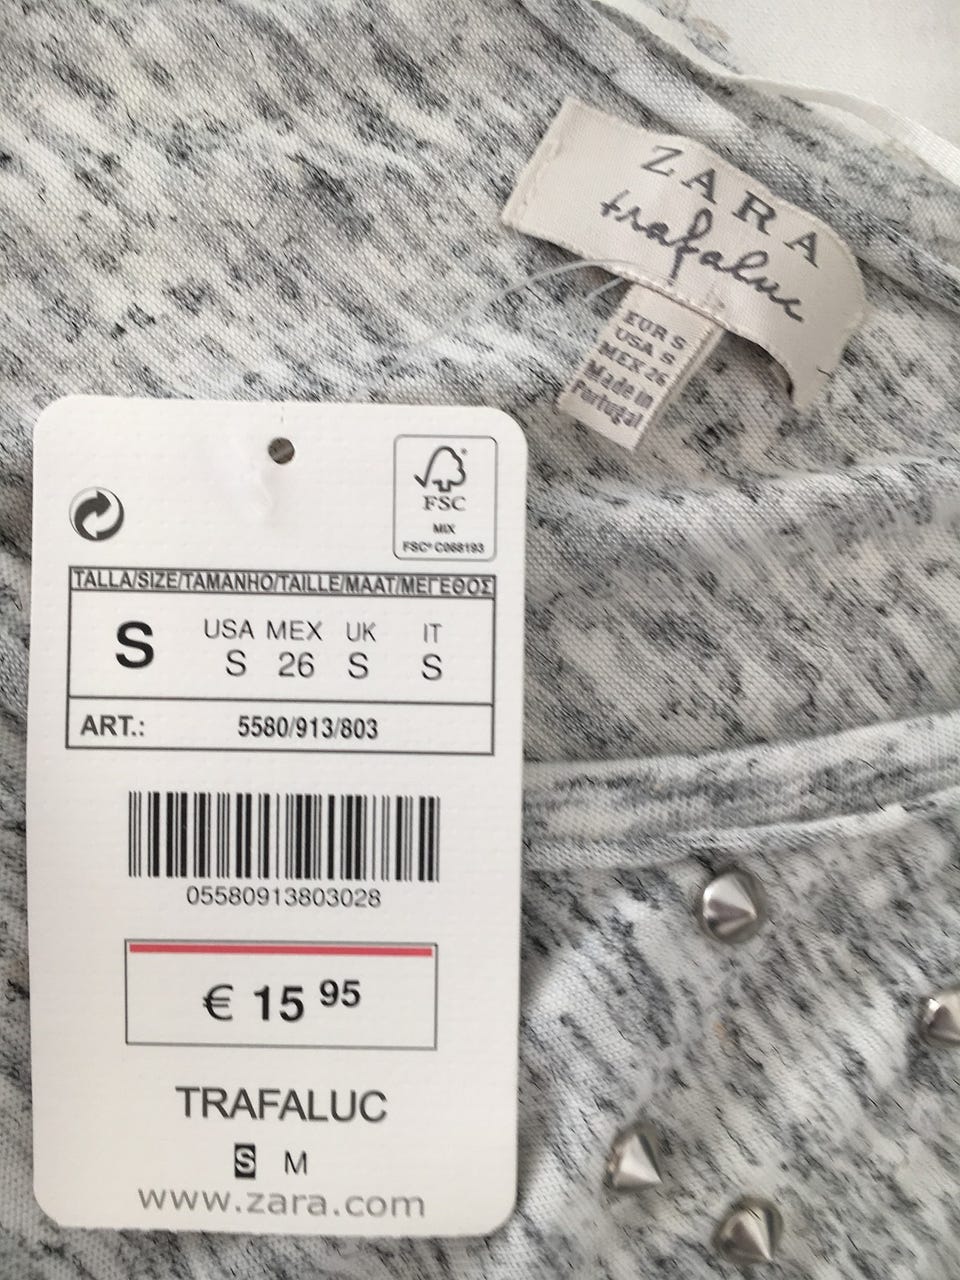 ZARA
trafaluc
EUR S
USA S
MEX 26
Made in
Portugal
FSC®
MIX
FSC® C068193
TALLA/SIZE/TAMANHO/TAILLE/MAAT/ΜΕΓΕΘΟΣ
S USA MEX UK IT
S 26 S S
ART.: 5580/913/803
05580913803028
€ 15 95
TRAFALUC
S M
www.zara.com